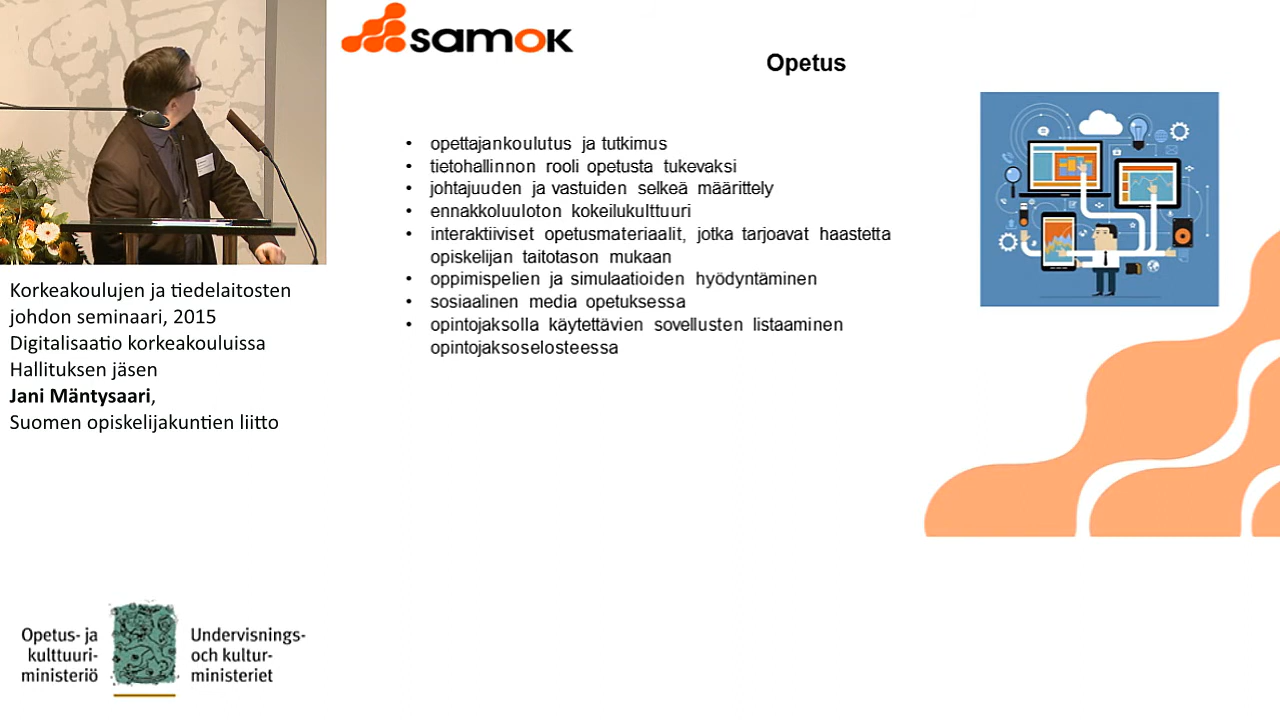 samok
Opetus
• opettajankoulutus ja tutkimus
• tietohallinnon rooli opetusta tukevaksi
• johtajuuden ja vastuiden selkeä määrittely
• ennakkoluuloton kokeilukulttuuri
• interaktiiviset opetusmateriaalit, jotka tarjoavat haastetta
opiskelijan taitotason mukaan
• oppimispelien ja simulaatioiden hyödyntäminen
• sosiaalinen media opetuksessa
• opintojaksolla käytettävien sovellusten listaaminen
opintojaksoselosteessa
Korkeakoulujen ja tiedelaitosten
johdon seminaari, 2015
Digitalisaatio korkeakouluissa
Hallituksen jäsen
Jani Mäntysaari,
Suomen opiskelijakuntien liitto
Opetus- ja
kulttuuri-
ministeriö
Undervisnings-
och kultur-
ministeriet